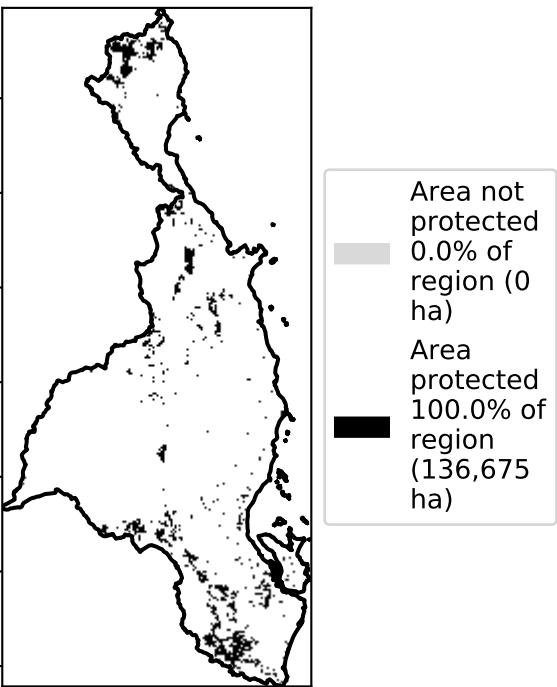 Area not
protected
0.0% of
region (0
ha)
Area
protected
100.0% of
region
(136,675
ha)